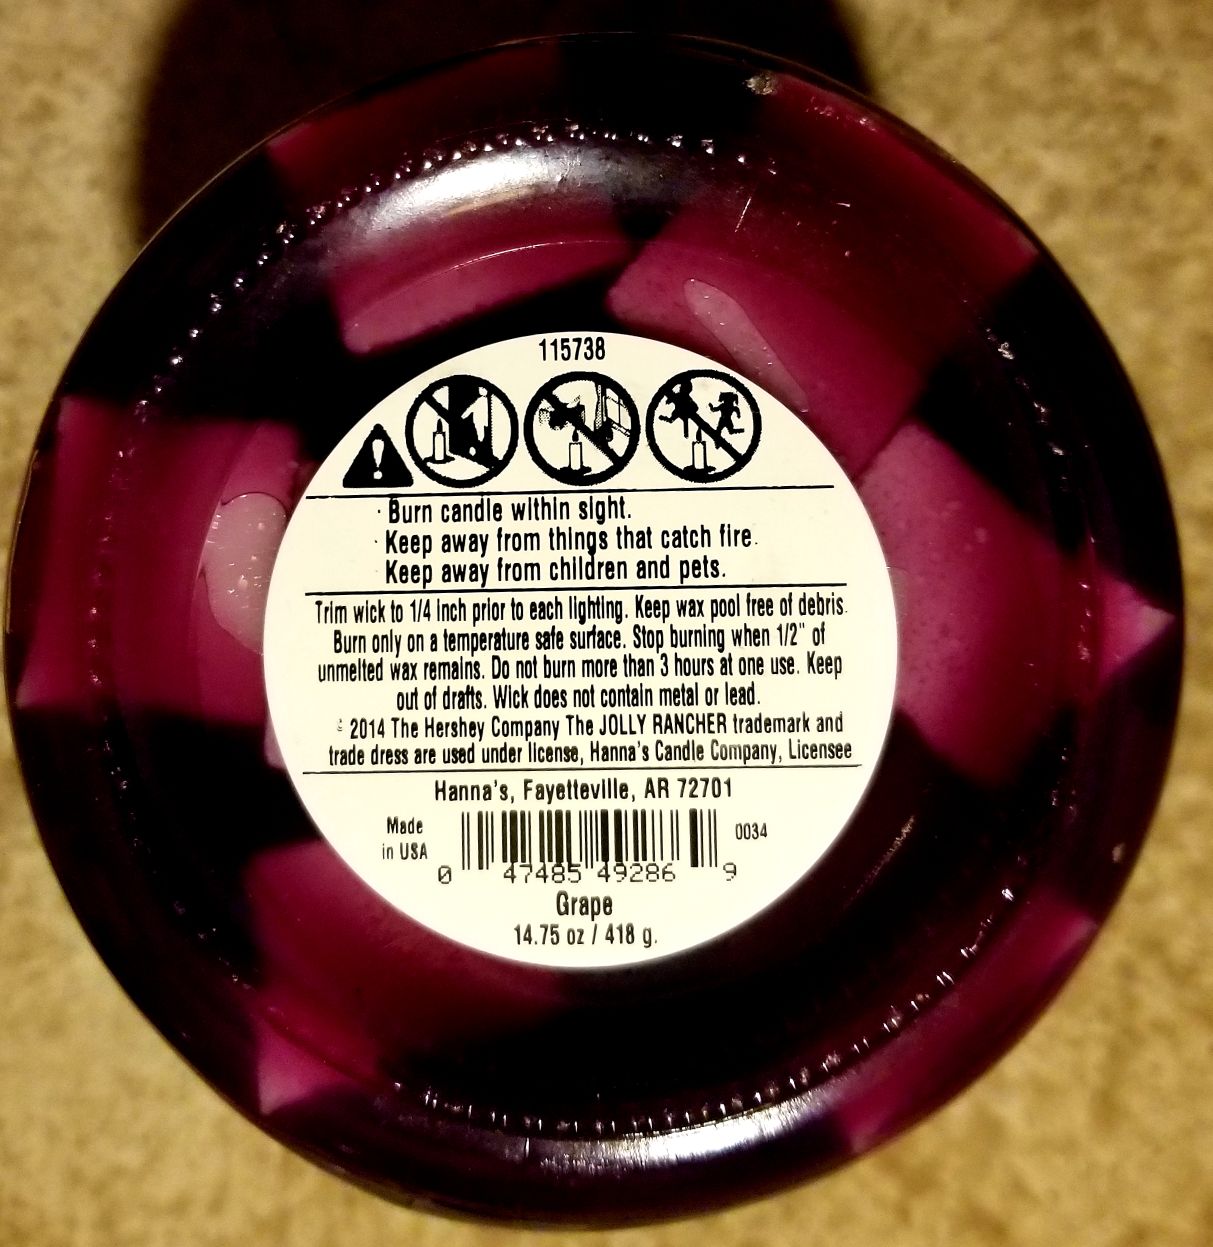 115738
· Burn candle within sight.
· Keep away from things that catch fire.
Keep away from children and pets.
Trim wick to 1/4 inch prior to each lighting. Keep wax pool free of debris.
Burn only on a temperature safe surface. Stop burning when 1/2" of
unmelted wax remains. Do not burn more than 3 hours at one use. Keep
out of drafts. Wick does not contain metal or lead.
2014 The Hershey Company The JOLLY RANCHER trademark and
trade dress are used under license, Hanna's Candle Company, Licensee
Hanna's, Fayetteville, AR 72701
Made
in USA
0034
0 47485 49286 9
Grape
14.75 oz / 418 g.